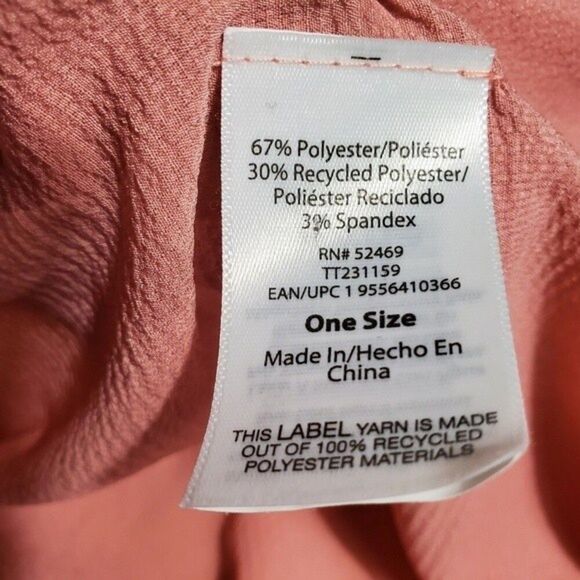 67% Polyester/Poliéster
30% Recycled Polyester/
Poliéster Reciclado
3% Spandex
RN# 52469
TT231159
EAN/UPC 1 9556410366
One Size
Made In/Hecho En
China
THIS LABEL YARN IS MADE
OUT OF 100% RECYCLED
POLYESTER MATERIALS